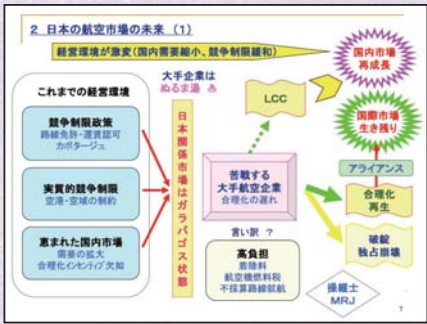 2 日本の航空市場の未来(1)
経営環境が激変(国内需要縮小、競争制限緩和)
国内市場
再成長
これまでの経営環境
大手企業は
ぬるま湯 ♨
LCC
国際市場
生き残り
競争制限政策
路線免許・運賃認可
カボタージュ
日本関係市場はガラパゴス状態
アライアンス
実質的競争制限
空港・空域の制約
苦戦する
大手航空企業
合理化の遅れ
合理化
再生
恵まれた国内市場
需要の拡大
合理化インセンティブ欠如
言い訳 ?
高負担
着陸料
航空機燃料税
不採算路線就航
破綻
独占崩壊
操縦士
MRJ
7